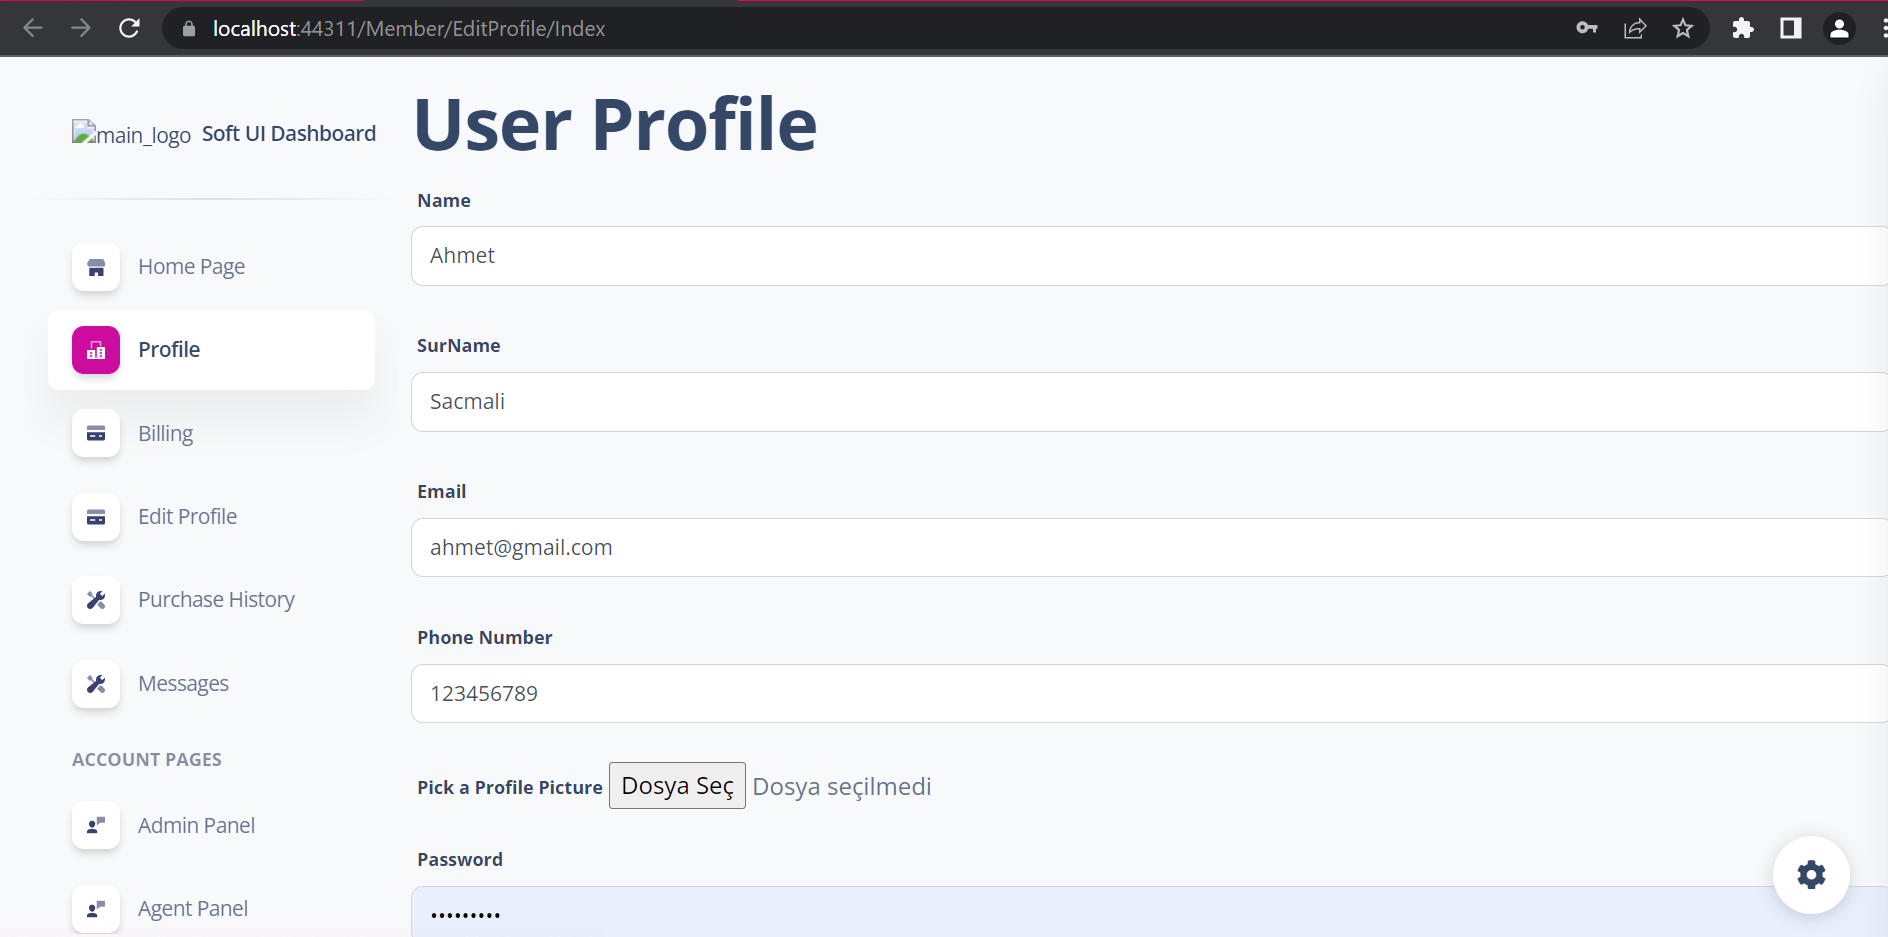 localhost:44311/Member/EditProfile/Index
main_logo Soft UI Dashboard
Home Page
Profile
Billing
Edit Profile
Purchase History
Messages
ACCOUNT PAGES
Admin Panel
Agent Panel
User Profile
Name
Ahmet
SurName
Sacmali
Email
ahmet@gmail.com
Phone Number
123456789
Pick a Profile Picture Dosya Seç Dosya seçilmedi
Password
•••••••••